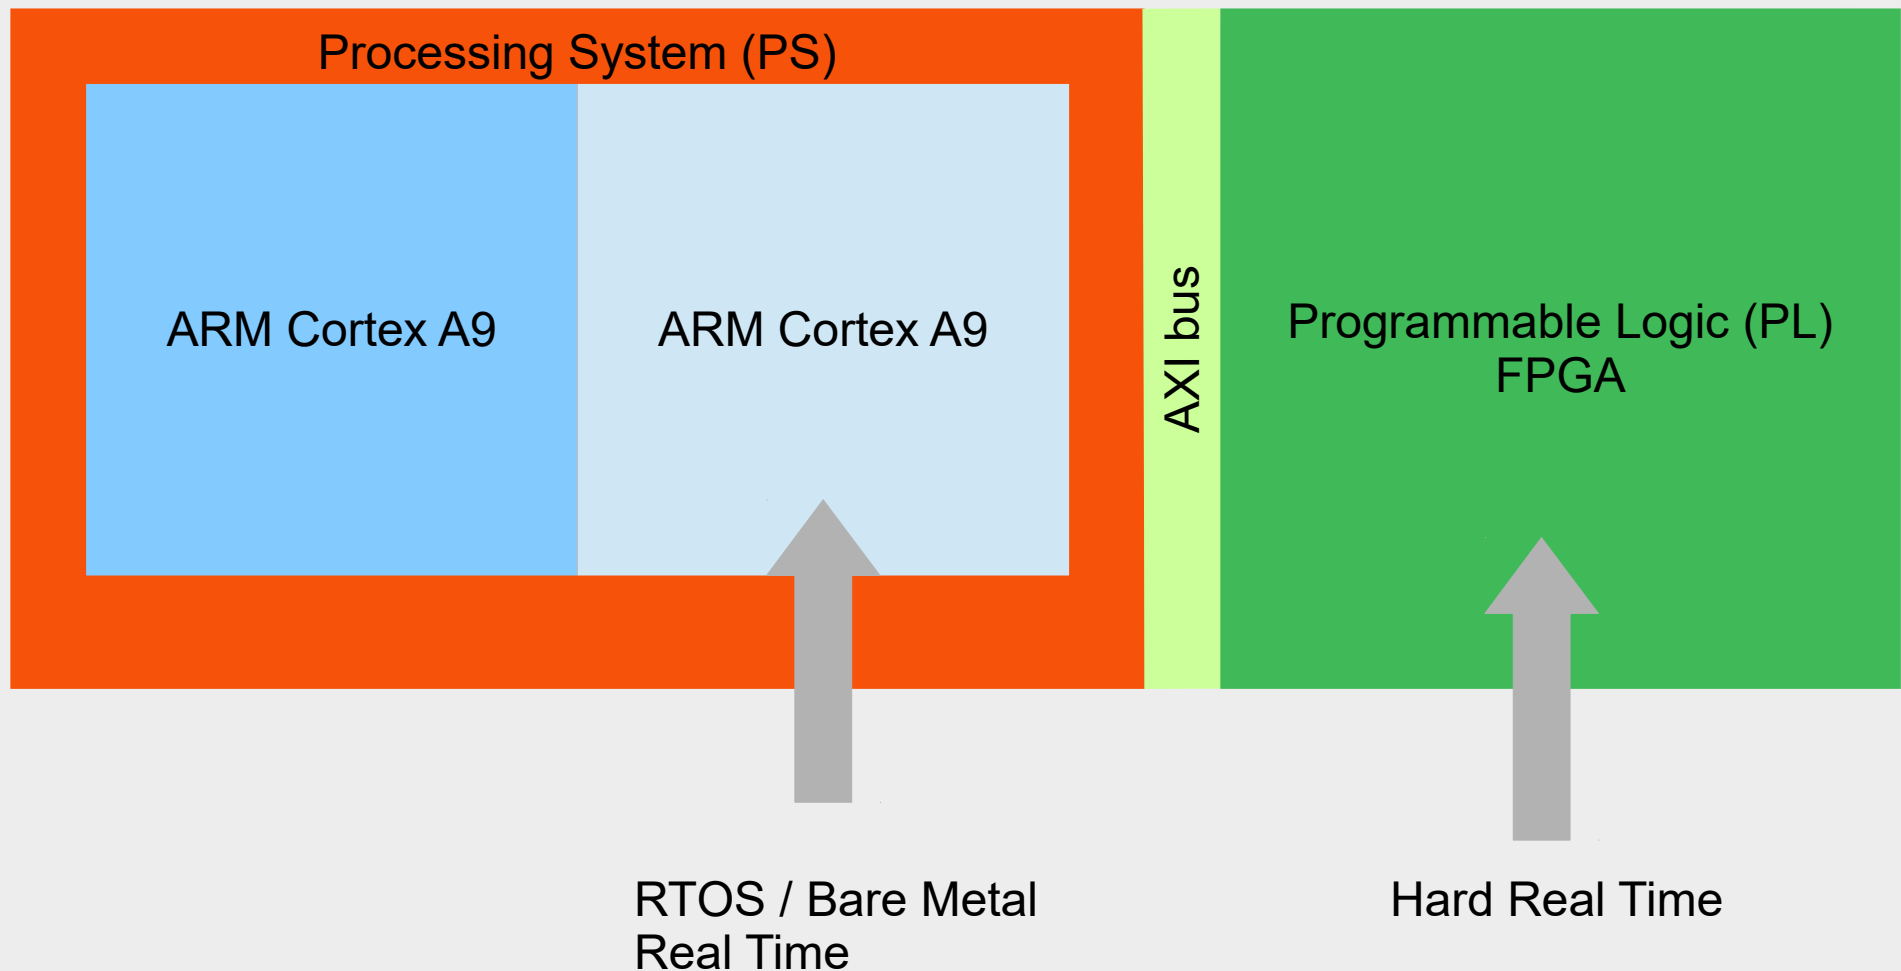 Processing System (PS)
ARM Cortex A9
ARM Cortex A9
AXI bus
Programmable Logic (PL)
FPGA
RTOS / Bare Metal
Real Time
Hard Real Time